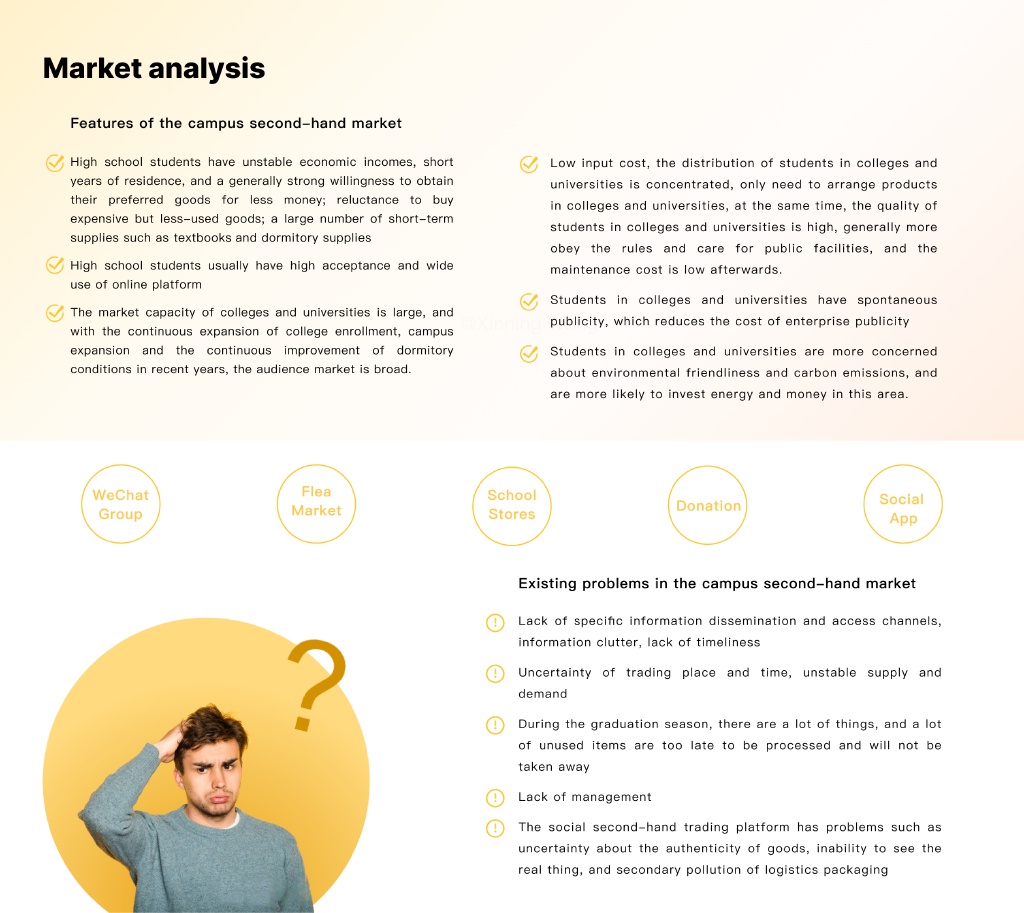 Market analysis
Features of the campus second-hand market
High school students have unstable economic incomes, short
years of residence, and a generally strong willingness to obtain
their preferred goods for less money; reluctance to buy
expensive but less-used goods; a large number of short-term
supplies such as textbooks and dormitory supplies
High school students usually have high acceptance and wide
use of online platform
The market capacity of colleges and universities is large, and
with the continuous expansion of college enrollment, campus
expansion and the continuous improvement of dormitory
conditions in recent years, the audience market is broad.
Low input cost, the distribution of students in colleges and
universities is concentrated, only need to arrange products
in colleges and universities, at the same time, the quality of
students in colleges and universities is high, generally more
obey the rules and care for public facilities, and the
maintenance cost is low afterwards.
Students in colleges and universities have spontaneous
publicity, which reduces the cost of enterprise publicity
Students in colleges and universities are more concerned
about environmental friendliness and carbon emissions, and
are more likely to invest energy and money in this area.
@Xinning
WeChat
Group
Flea
Market
School
Stores
Donation
Social
App
?
Existing problems in the campus second-hand market
Lack of specific information dissemination and access channels,
information clutter, lack of timeliness
Uncertainty of trading place and time, unstable supply and
demand
During the graduation season, there are a lot of things, and a lot
of unused items are too late to be processed and will not be
taken away
Lack of management
The social second-hand trading platform has problems such as
uncertainty about the authenticity of goods, inability to see the
real thing, and secondary pollution of logistics packaging